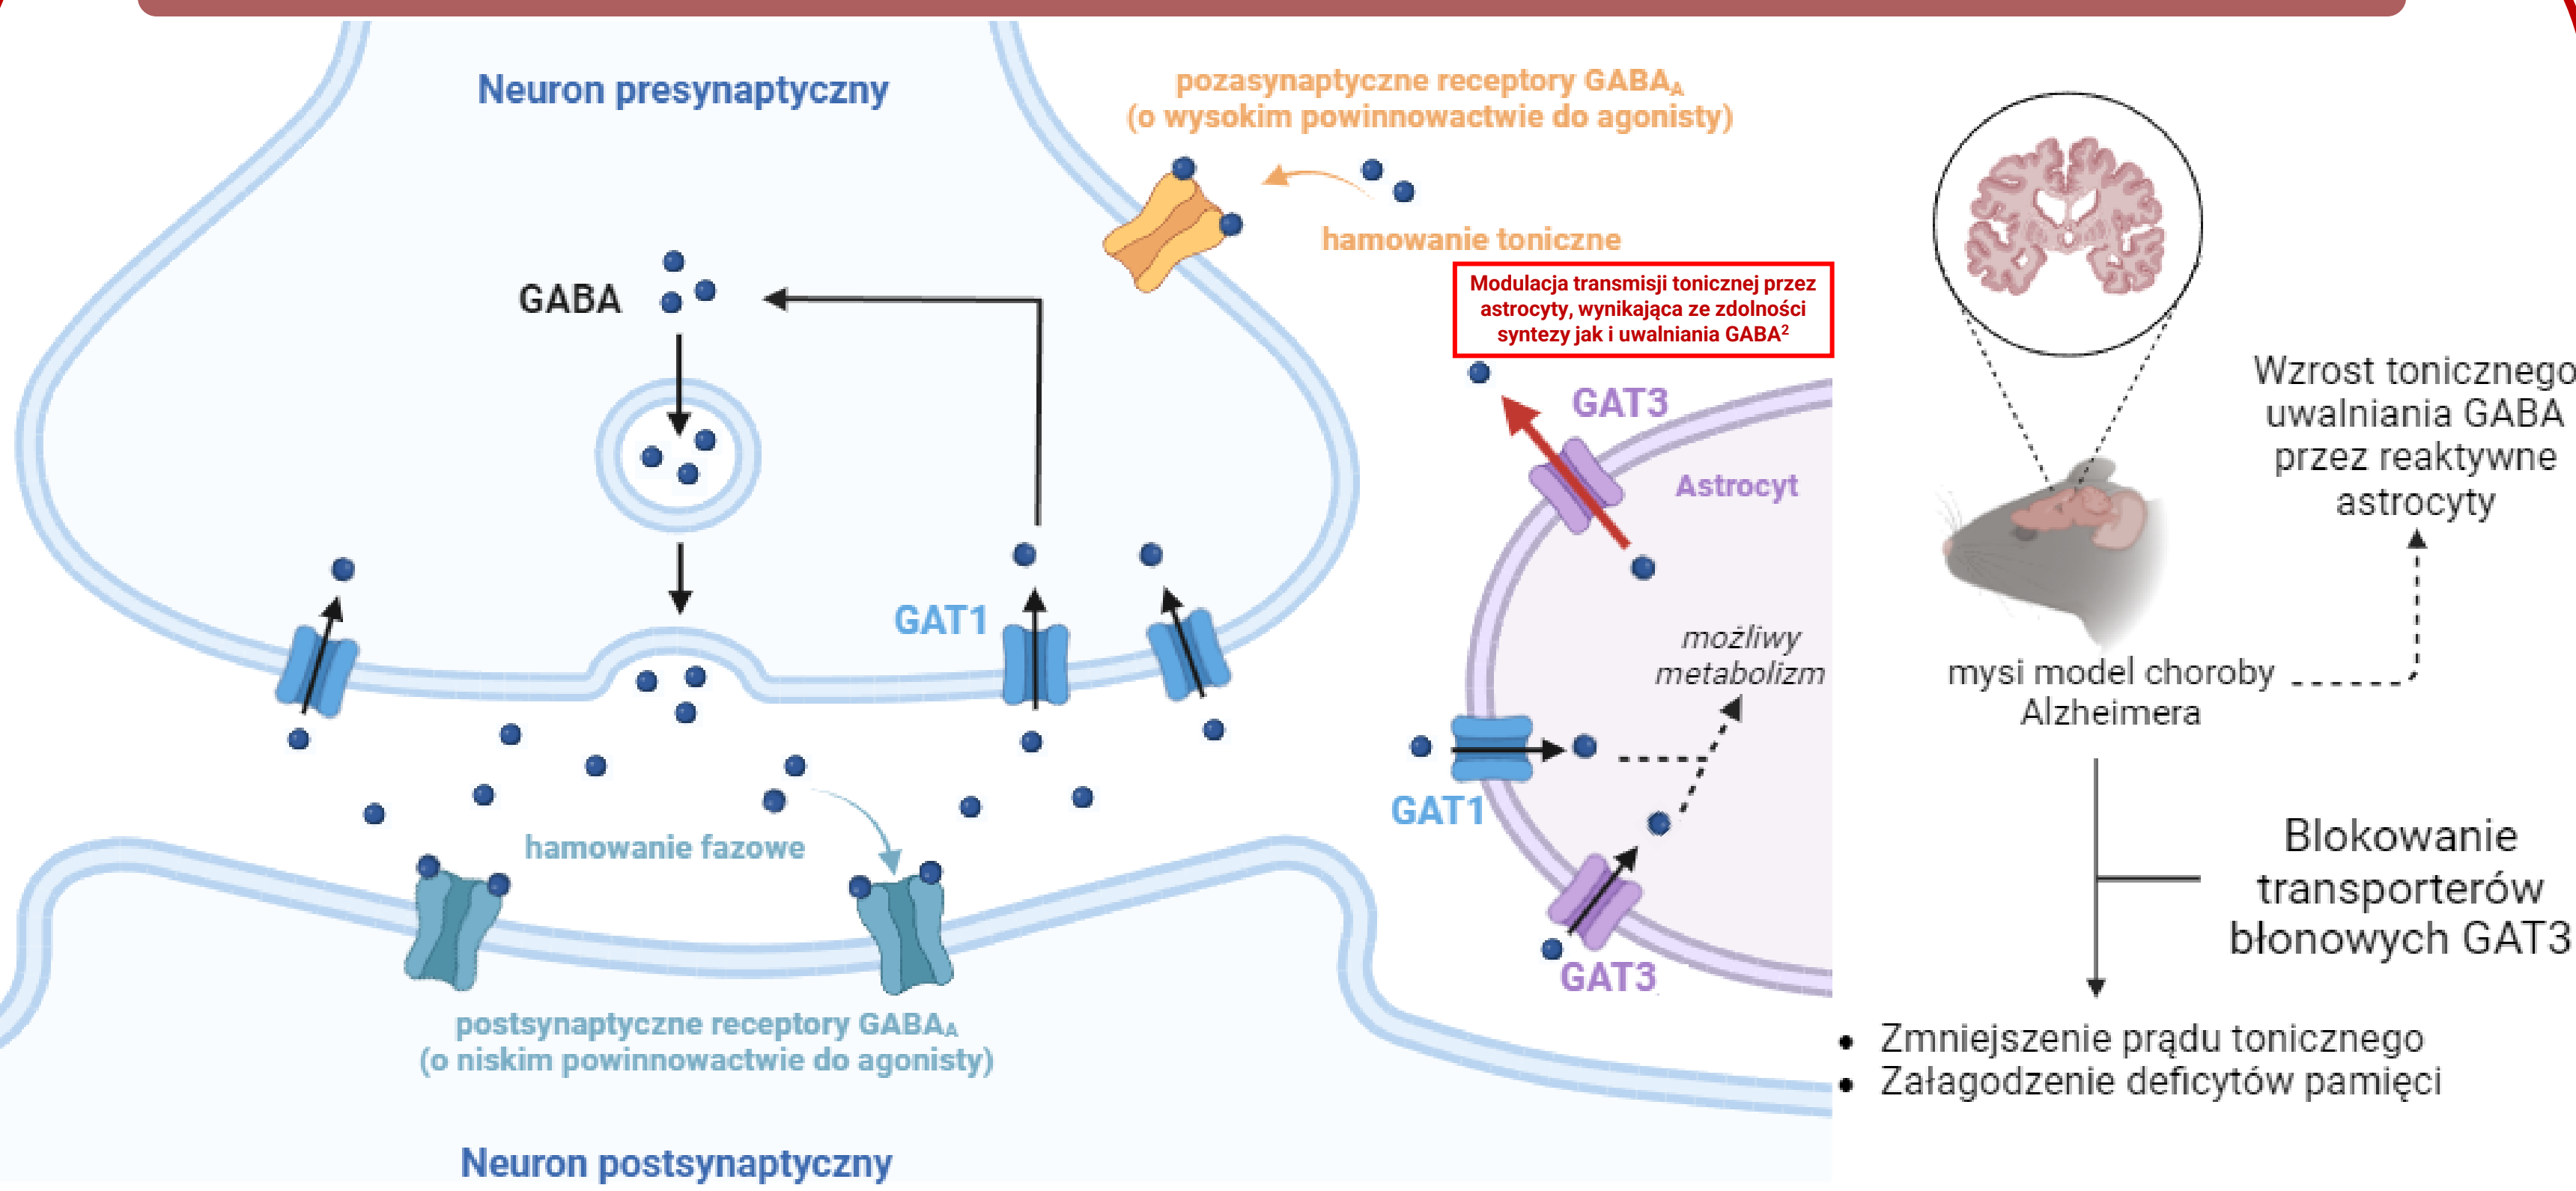 Neuron presynaptyczny
pozasynaptyczne receptory GABAA
(o wysokim powinnowactwie do agonisty)
hamowanie toniczne
Modulacja transmisji tonicznej przez
astrocyty, wynikająca ze zdolności
syntezy jak i uwalniania GABA²
GABA
GAT3
Astrocyt
GAT1
możliwy
metabolizm
GAT1
GAT3
hamowanie fazowe
postsynaptyczne receptory GABAA
(o niskim powinnowactwie do agonisty)
Neuron postsynaptyczny
Wzrost tonicznego
uwalniania GABA
przez reaktywne
astrocyty
mysi model choroby
Alzheimera
Blokowanie
transporterów
błonowych GAT3
• Zmniejszenie prądu tonicznego
• Załagodzenie deficytów pamięci